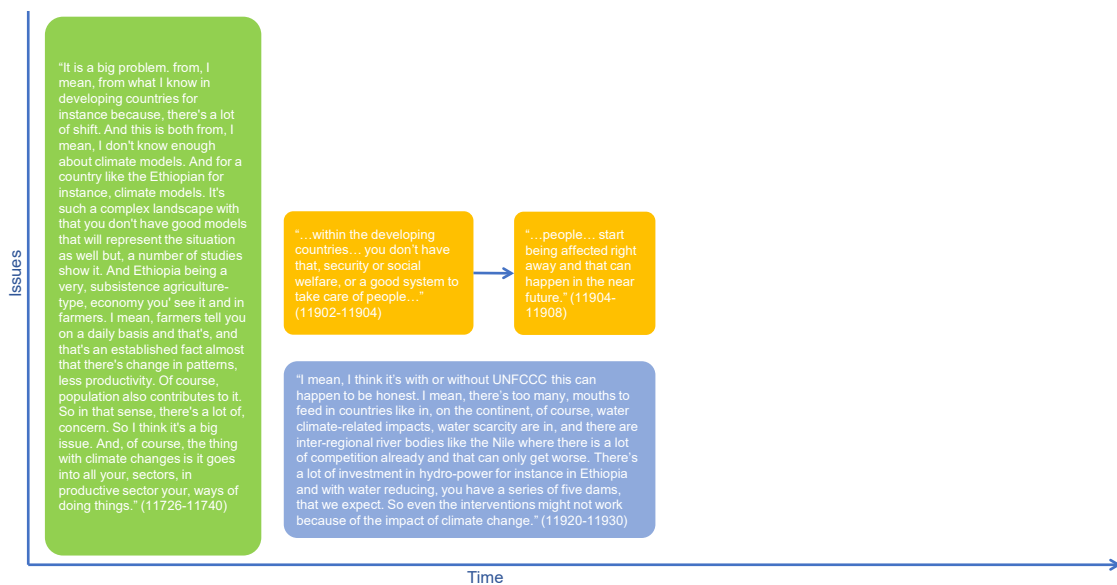 Issues
“It is a big problem. from, I
mean, from what I know in
developing countries for
instance because, there's a lot
of shift. And this is both from, I
mean, I don't know enough
about climate models. And for a
country like the Ethiopian for
instance, climate models. It's
such a complex landscape with
that you don't have good models
that will represent the situation
as well but, a number of studies
show it. And Ethiopia being a
very, subsistence agriculture-
type, economy you' see it and in
farmers. I mean, farmers tell you
on a daily basis and that's, and
that's an established fact almost
that there's change in patterns,
less productivity. Of course,
population also contributes to it.
So in that sense, there's a lot of,
concern. So I think it's a big
issue. And, of course, the thing
with climate changes is it goes
into all your, sectors, in
productive sector your, ways of
doing things.” (11726-11740)
“…within the developing
countries… you don’t have
that, security or social
welfare, or a good system to
take care of people…”
(11902-11904)
“…people… start
being affected right
away and that can
happen in the near
future.” (11904-
11908)
“I mean, I think it’s with or without UNFCCC this can
happen to be honest. I mean, there’s too many, mouths to
feed in countries like in, on the continent, of course, water
climate-related impacts, water scarcity are in, and there are
inter-regional river bodies like the Nile where there is a lot
of competition already and that can only get worse. There’s
a lot of investment in hydro-power for instance in Ethiopia
and with water reducing, you have a series of five dams,
that we expect. So even the interventions might not work
because of the impact of climate change.” (11920-11930)
Time